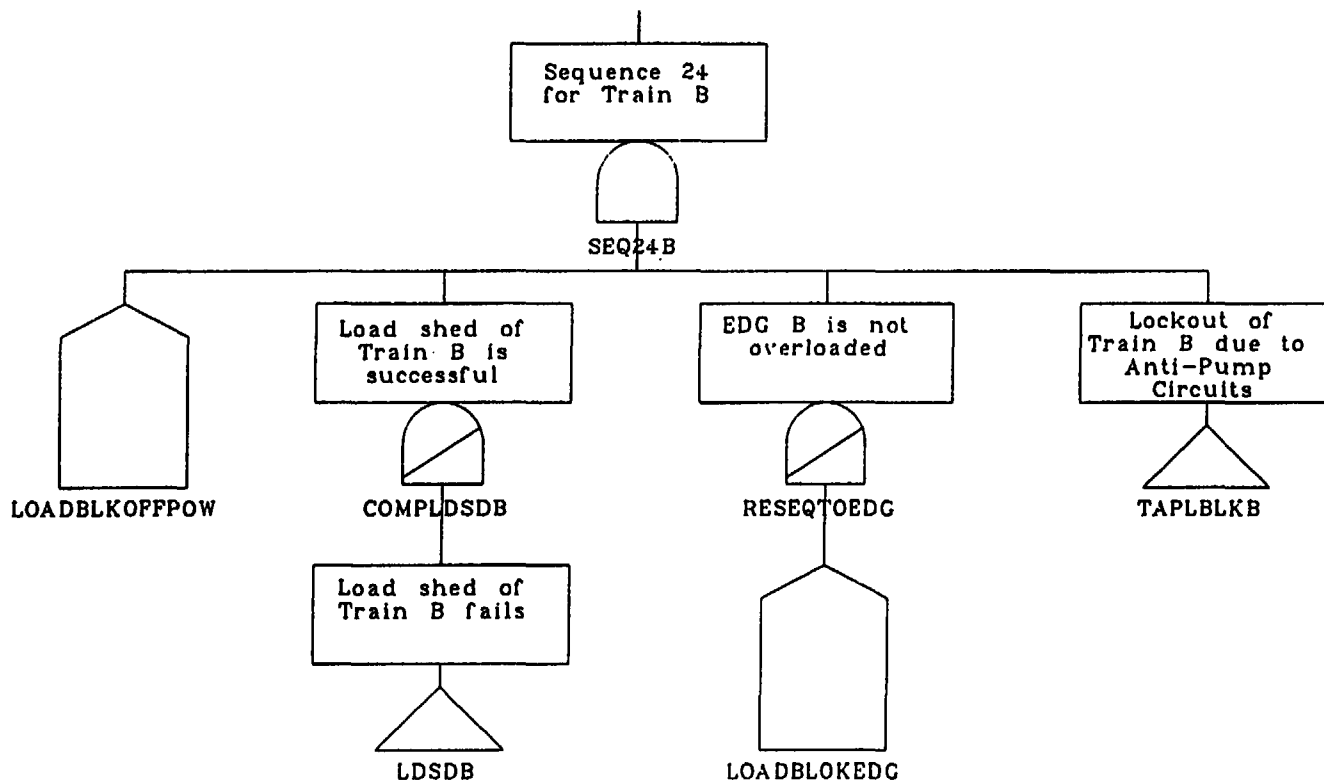 Sequence 24
for Train B
SEQ24B
Load shed of
Train B is
successful
EDG B is not
overloaded
Lockout of
Train B due to
Anti-Pump
Circuits
LOADBLKOFFPOW
COMPLDSDB
RESEQTOEDG
TAPLBLKB
Load shed of
Train B fails
LDSDB
LOADBLOKEDG